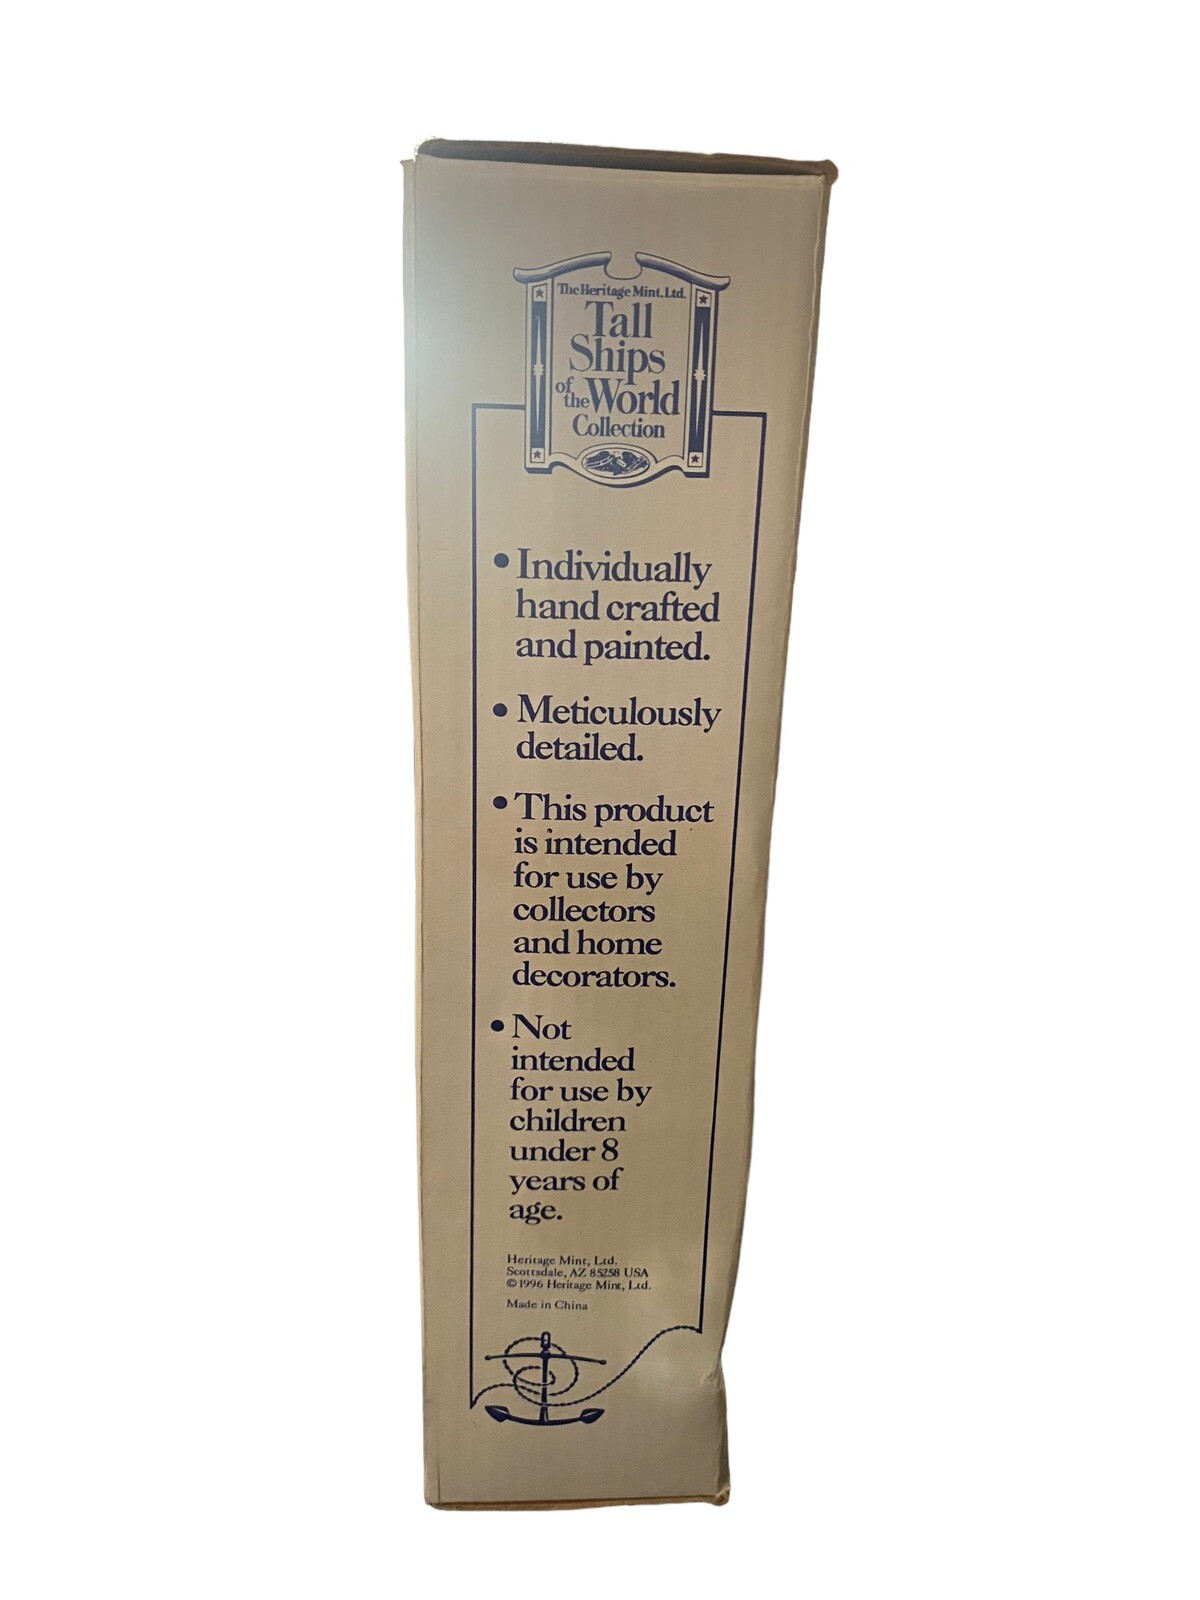 The Heritage Mint, Ltd.
Tall
Ships
of the World
Collection
• Individually
hand crafted
and painted.
• Meticulously
detailed.
• This product
is intended
for use by
collectors
and home
decorators.
• Not
intended
for use by
children
under 8
years of
age.
Heritage Mint, Ltd.
Scottsdale, AZ 85258 USA
© 1996 Heritage Mint, Ltd.
Made in China